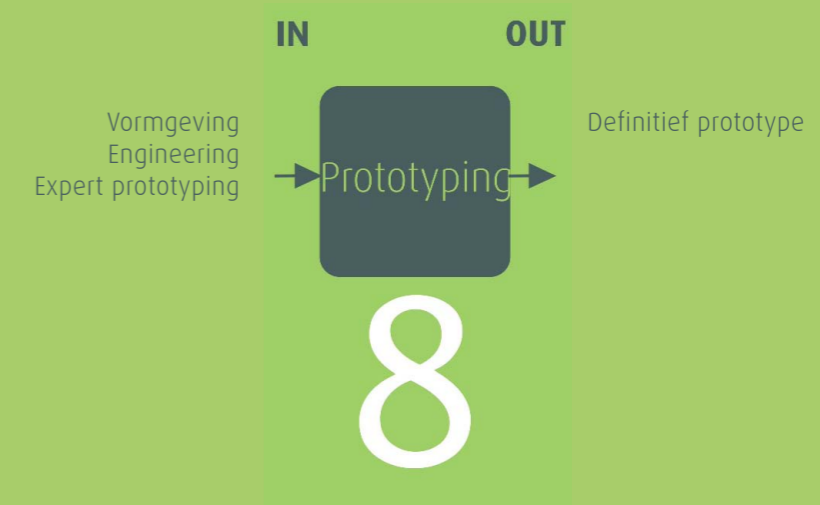 IN OUT
Vormgeving
Engineering
Expert prototyping
Prototyping
Definitief prototype
8